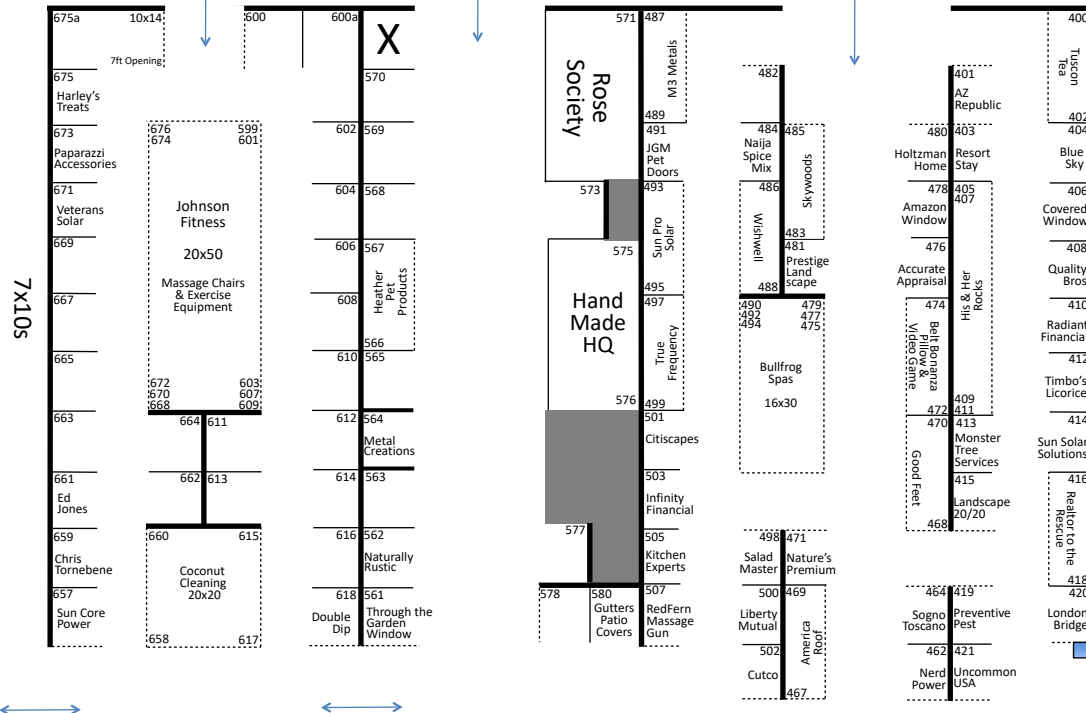 675a
10x14
7ft Opening
675
Harley's
Treats
673
Paparazzi
Accessories
671
Veterans
Solar
669
667
665
663
661
Ed
Jones
659
Chris
Tornebene
657
Sun Core
Power
7x10s
600
600a
X
676
674
599
601
Johnson
Fitness
20x50
Massage Chairs
& Exercise
Equipment
672
670
668
603
607
609
664
611
662
613
660
615
Coconut
Cleaning
20x20
658
617
570
602
569
604
568
606
567
608
Heather
Pet
Products
566
610
565
612
564
Metal
Creations
614
563
616
562
Naturally
Rustic
618
561
Double
Dip
Through the
Garden
Window
571
Rose
Society
573
575
Hand
Made
HQ
576
577
578
580
Gutters
Patio
Covers
487
M3 Metals
489
491
JGM
Pet
Doors
493
Sun Pro
Solar
495
497
True
Frequency
499
501
Citiscapes
503
Infinity
Financial
505
Kitchen
Experts
507
RedFern
Massage
Gun
482
484
Naija
Spice
Mix
485
Skywoods
483
486
Wishwell
488
481
Prestige
Land
scape
490
492
494
479
477
475
Bullfrog
Spas
16x30
498
Salad
Master
471
Nature's
Premium
500
Liberty
Mutual
469
America
Roof
467
502
Cutco
401
AZ
Republic
480
Holtzman
Home
403
Resort
Stay
478
Amazon
Window
405
407
His & Her
Rocks
409
411
476
Accurate
Appraisal
474
Belt Bonanza
Pillow &
Video Game
472
470
Good Feet
468
413
Monster
Tree
Services
415
Landscape
20/20
464
Sogno
Toscano
419
Preventive
Pest
462
Nerd
Power
421
Uncommon
USA
400
Tuscon
Tea
402
404
Blue
Sky
406
Covered
Window
408
Quality
Bros
410
Radiant
Financial
412
Timbo's
Licorice
414
Sun Solar
Solutions
416
Realtor to the
Rescue
418
420
London
Bridge